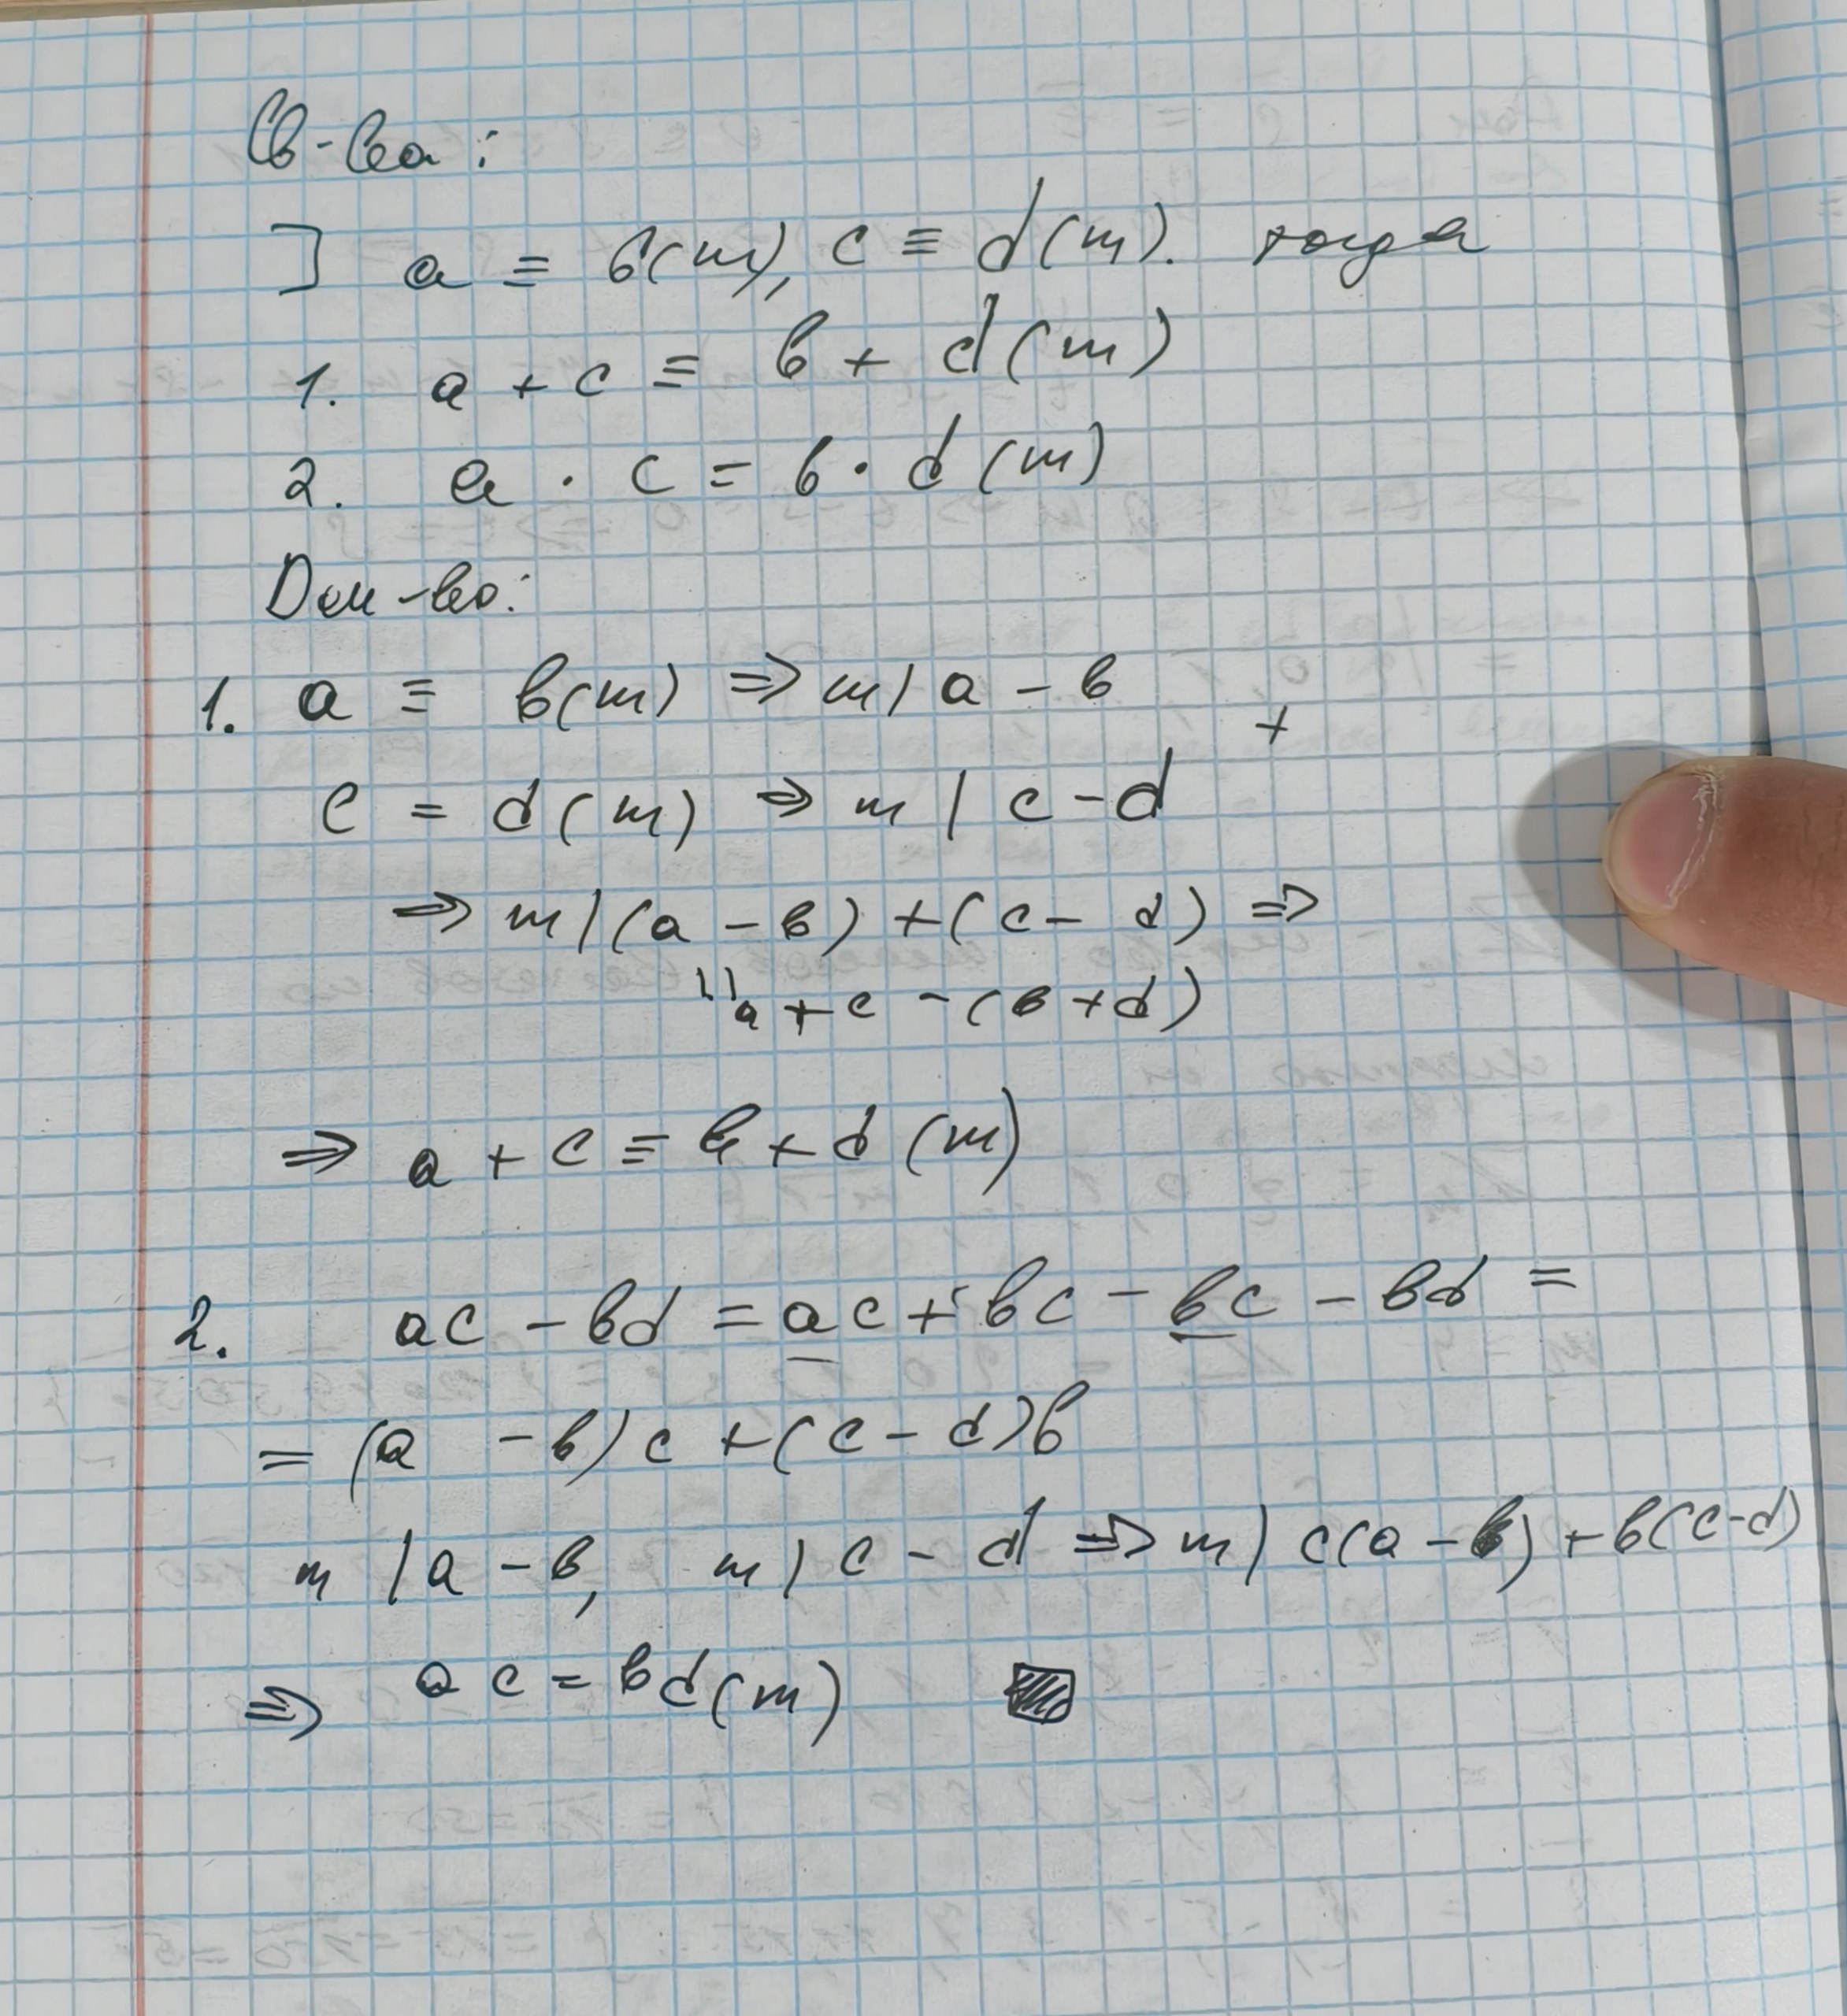 Св-ва:
] a ≡ b(m), c ≡ d(m). тогда
1. a + c ≡ b + d(m)
2. a · c = b · d(m)
Док-во:
1. a ≡ b(m) ⇒ m | a - b
+
c = d(m) ⇒ m | c - d
⇒ m | (a - b) + (c - d) ⇒
|| a + c - (b + d)
⇒ a + c ≡ b + d (m)
2. ac - bd = ac + bc - bc - bd =
= (a - b)c + (c - d)b
m | a - b, m | c - d ⇒ m | c(a - b) + b(c-d)
⇒ ac = bd(m)